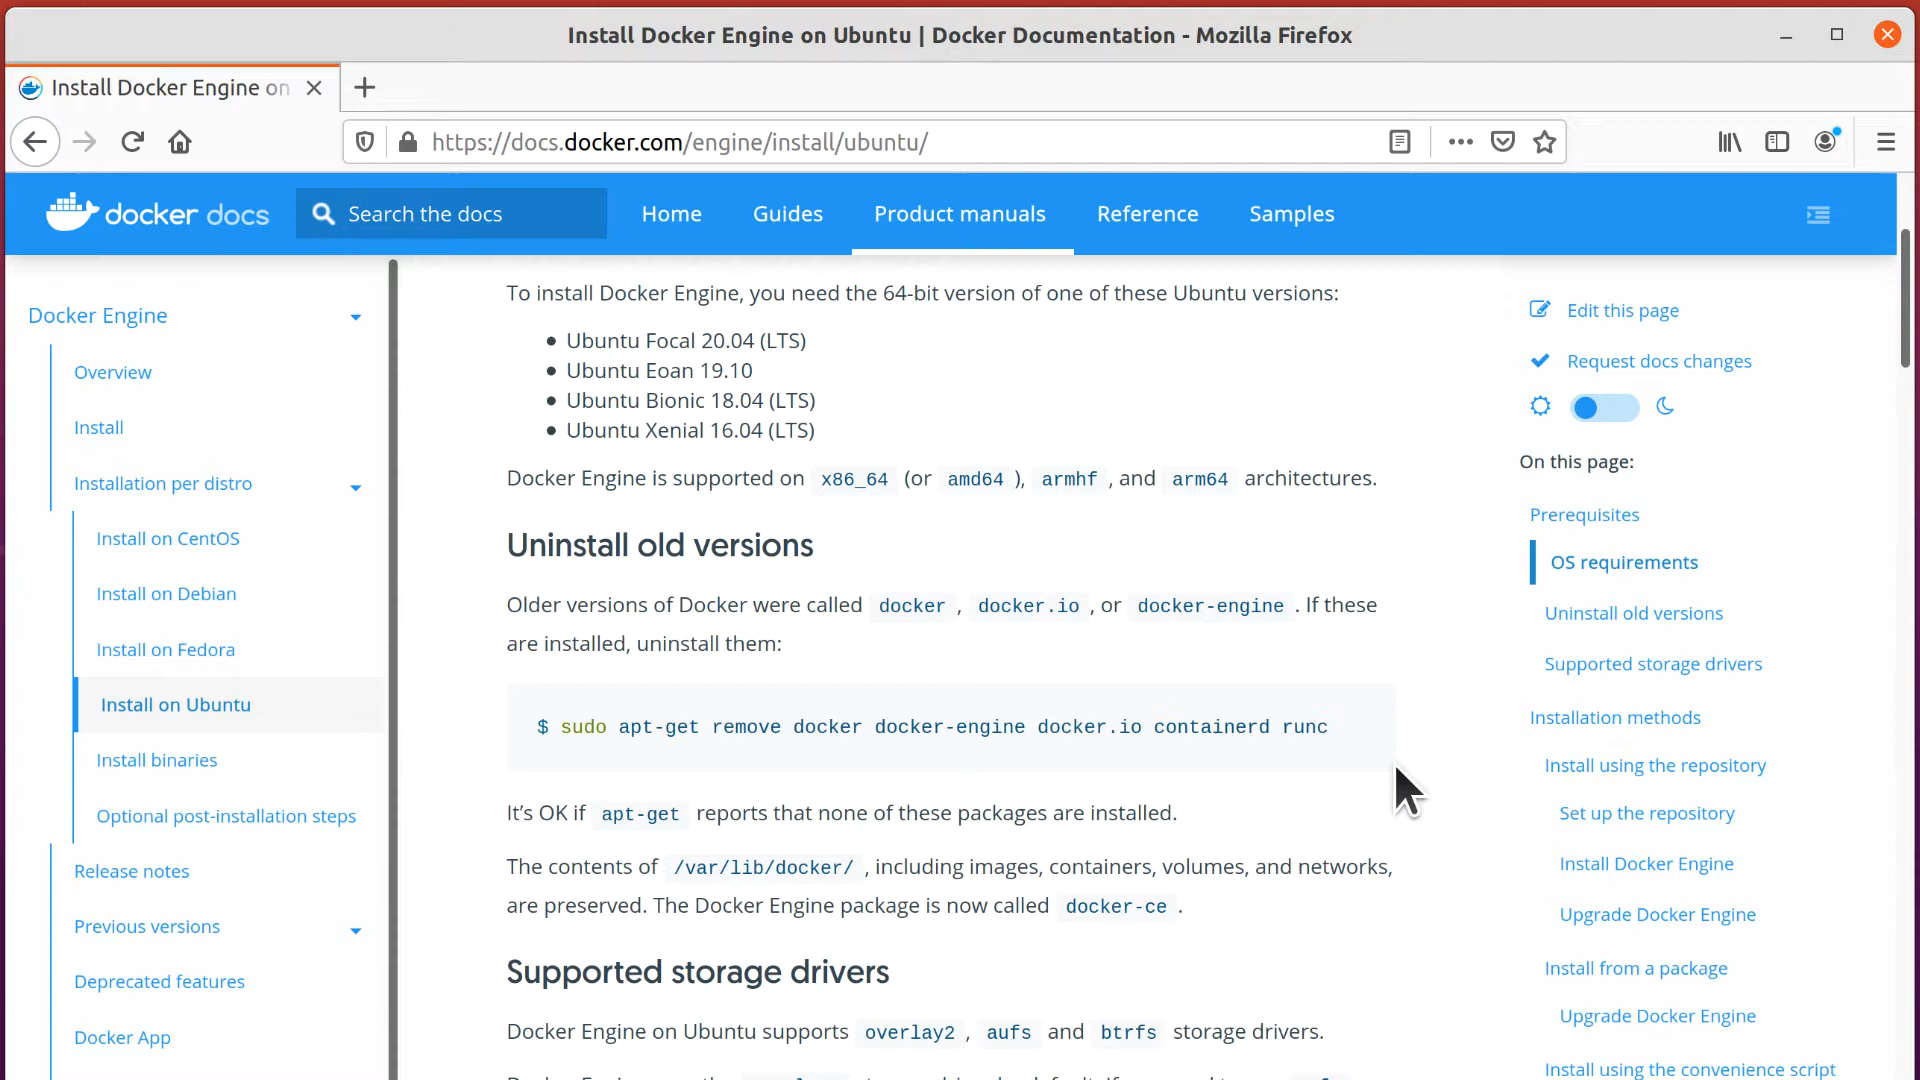 Install Docker Engine on Ubuntu | Docker Documentation - Mozilla Firefox
Install Docker Engine on
https://docs.docker.com/engine/install/ubuntu/
docker docs
Search the docs
Home
Guides
Product manuals
Reference
Samples
Docker Engine
Overview
Install
Installation per distro
Install on CentOS
Install on Debian
Install on Fedora
Install on Ubuntu
Install binaries
Optional post-installation steps
Release notes
Previous versions
Deprecated features
Docker App
To install Docker Engine, you need the 64-bit version of one of these Ubuntu versions:
• Ubuntu Focal 20.04 (LTS)
• Ubuntu Eoan 19.10
• Ubuntu Bionic 18.04 (LTS)
• Ubuntu Xenial 16.04 (LTS)
Docker Engine is supported on x86_64 (or amd64 ), armhf , and arm64 architectures.
Uninstall old versions
Older versions of Docker were called docker , docker.io , or docker-engine . If these
are installed, uninstall them:
$ sudo apt-get remove docker docker-engine docker.io containerd runc
It’s OK if apt-get reports that none of these packages are installed.
The contents of /var/lib/docker/ , including images, containers, volumes, and networks,
are preserved. The Docker Engine package is now called docker-ce .
Supported storage drivers
Docker Engine on Ubuntu supports overlay2 , aufs and btrfs storage drivers.
Edit this page
Request docs changes
On this page:
Prerequisites
OS requirements
Uninstall old versions
Supported storage drivers
Installation methods
Install using the repository
Set up the repository
Install Docker Engine
Upgrade Docker Engine
Install from a package
Upgrade Docker Engine
Install using the convenience script